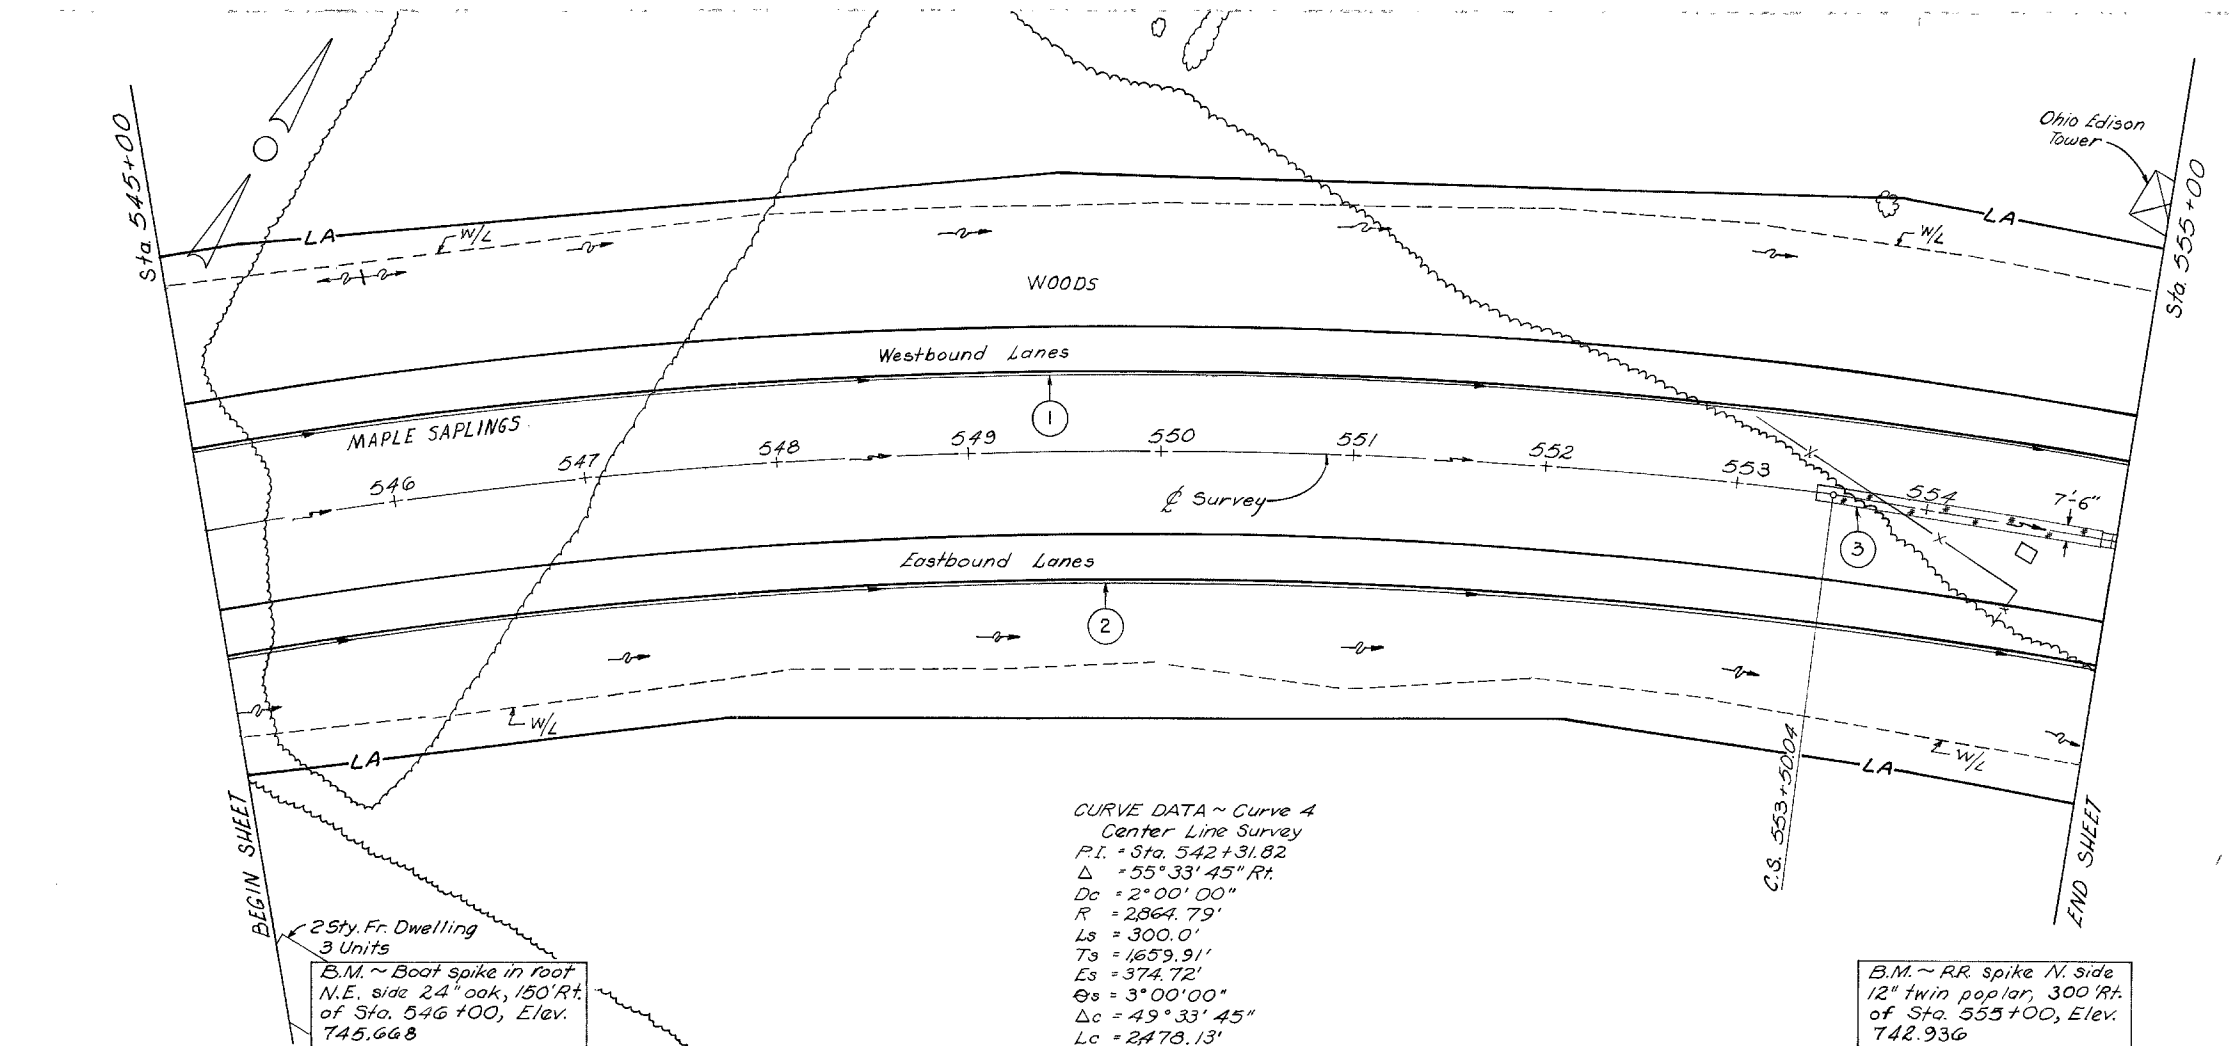 Sta. 545+00
Ohio Edison
Tower
Sta. 555+00
LA
W/L
LA
W/L
WOODS
Westbound Lanes
1
MAPLE SAPLINGS
546
547
548
549
550
551
552
553
554
7'-6"
℄ Survey
3
Eastbound Lanes
2
W/L
LA
W/L
LA
C.S. 553+50.04
BEGIN SHEET
END SHEET
CURVE DATA ~ Curve 4
Center Line Survey
P.I. = Sta. 542+31.82
Δ = 55°33'45" Rt.
Dc = 2°00'00"
R = 2,864.79'
Ls = 300.0'
Ts = 1,659.91'
Es = 374.72'
Θs = 3°00'00"
Δc = 49°33'45"
Lc = 2,478.13'
2 Sty. Fr. Dwelling
3 Units
B.M. ~ Boat spike in root
N.E. side 24" oak, 150' Rt.
of Sta. 546+00, Elev.
745.668
B.M. ~ RR. spike N. side
12" twin poplar, 300' Rt.
of Sta. 555+00, Elev.
742.936